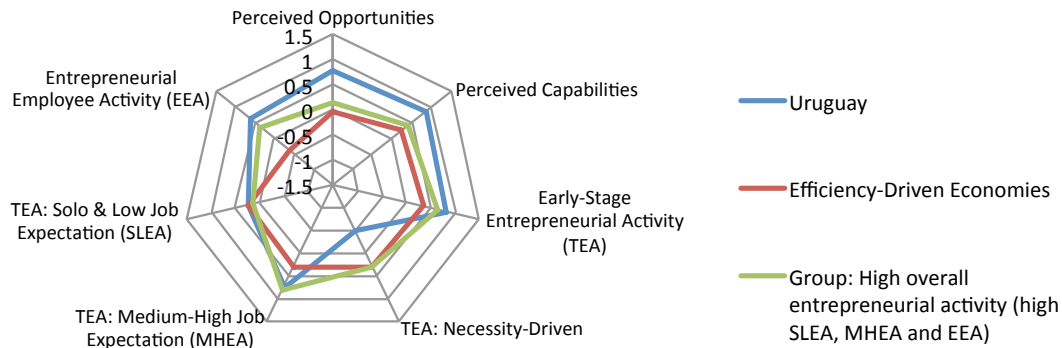 Perceived Opportunities
1.5
1
0.5
0
-0.5
-1
-1.5
Perceived Capabilities
Early-Stage
Entrepreneurial Activity
(TEA)
TEA: Necessity-Driven
TEA: Medium-High Job
Expectation (MHEA)
TEA: Solo & Low Job
Expectation (SLEA)
Entrepreneurial
Employee Activity (EEA)
Uruguay
Efficiency-Driven Economies
Group: High overall
entrepreneurial activity (high
SLEA, MHEA and EEA)